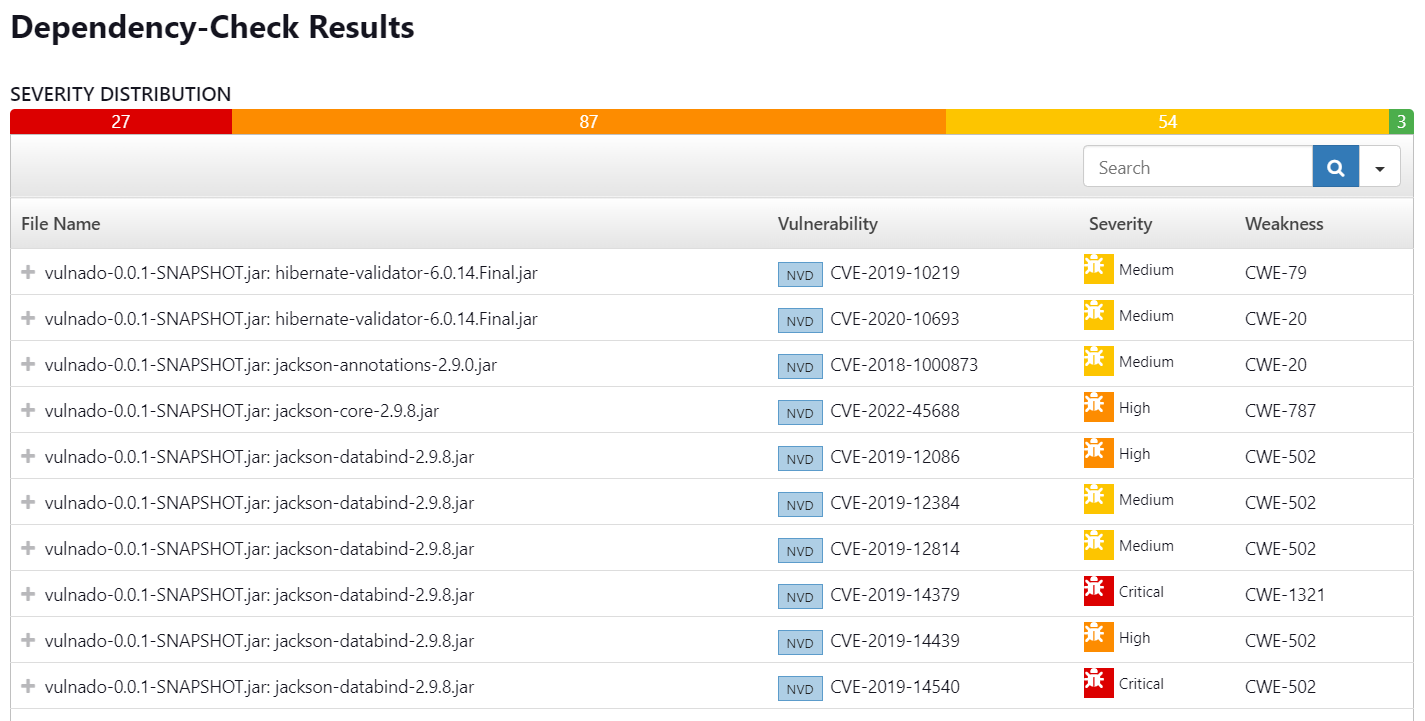 Dependency-Check Results
SEVERITY DISTRIBUTION
27 87 54 3
Search
File Name Vulnerability Severity Weakness
vulnado-0.0.1-SNAPSHOT.jar: hibernate-validator-6.0.14.Final.jar NVD CVE-2019-10219 Medium CWE-79
vulnado-0.0.1-SNAPSHOT.jar: hibernate-validator-6.0.14.Final.jar NVD CVE-2020-10693 Medium CWE-20
vulnado-0.0.1-SNAPSHOT.jar: jackson-annotations-2.9.0.jar NVD CVE-2018-1000873 Medium CWE-20
vulnado-0.0.1-SNAPSHOT.jar: jackson-core-2.9.8.jar NVD CVE-2022-45688 High CWE-787
vulnado-0.0.1-SNAPSHOT.jar: jackson-databind-2.9.8.jar NVD CVE-2019-12086 High CWE-502
vulnado-0.0.1-SNAPSHOT.jar: jackson-databind-2.9.8.jar NVD CVE-2019-12384 Medium CWE-502
vulnado-0.0.1-SNAPSHOT.jar: jackson-databind-2.9.8.jar NVD CVE-2019-12814 Medium CWE-502
vulnado-0.0.1-SNAPSHOT.jar: jackson-databind-2.9.8.jar NVD CVE-2019-14379 Critical CWE-1321
vulnado-0.0.1-SNAPSHOT.jar: jackson-databind-2.9.8.jar NVD CVE-2019-14439 High CWE-502
vulnado-0.0.1-SNAPSHOT.jar: jackson-databind-2.9.8.jar NVD CVE-2019-14540 Critical CWE-502